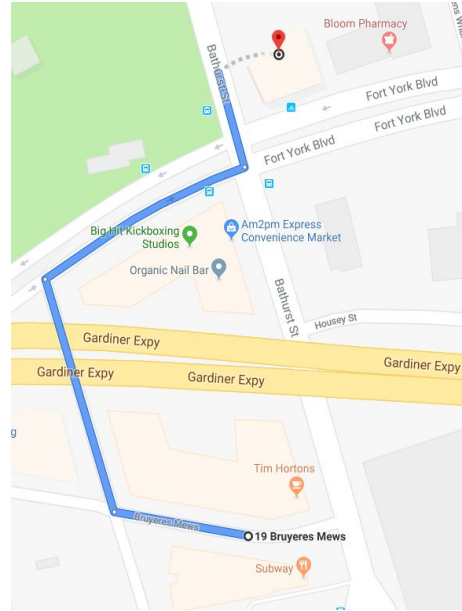 Bloom Pharmacy
Bathurst St
Fort York Blvd
Fort York Blvd
Big Hit Kickboxing
Studios
Am2pm Express
Convenience Market
Organic Nail Bar
Bathurst St
Housey St
Gardiner Expy
Gardiner Expy
Gardiner Expy
Gardiner Expy
g
Tim Hortons
Bruyeres Mews
19 Bruyeres Mews
Subway